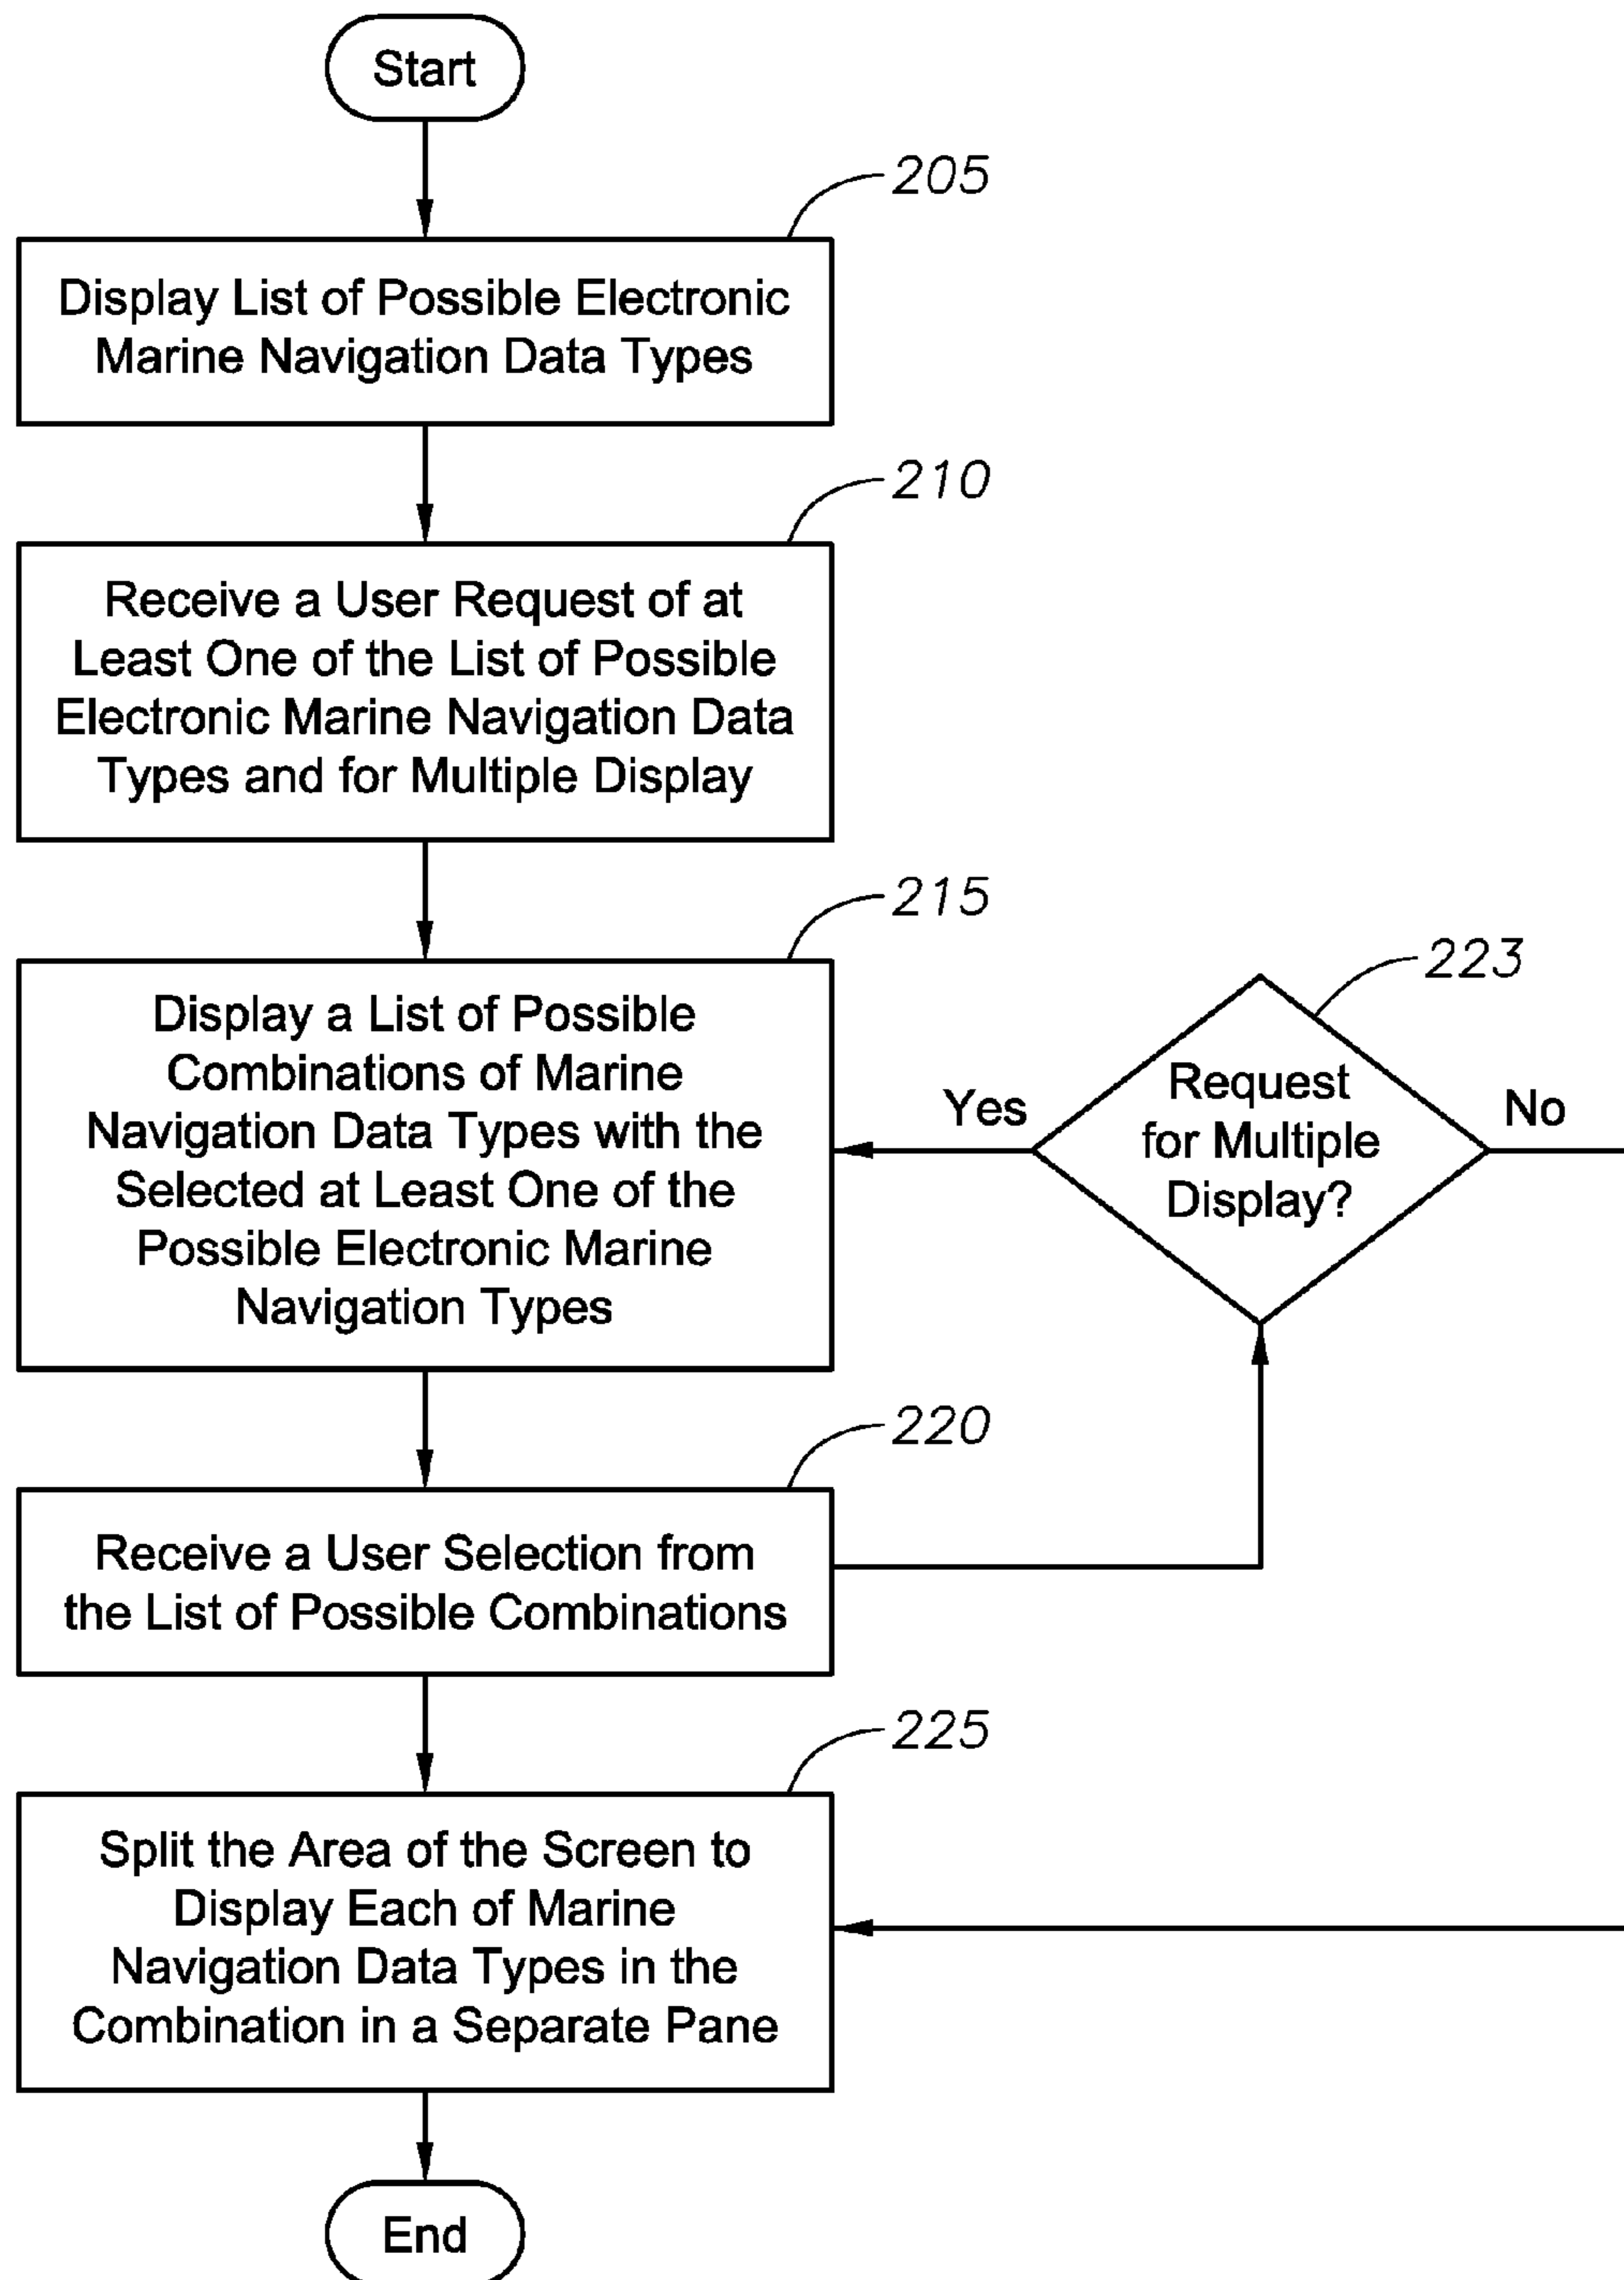 Start
205
Display List of Possible Electronic
Marine Navigation Data Types
210
Receive a User Request of at
Least One of the List of Possible
Electronic Marine Navigation Data
Types and for Multiple Display
215
Display a List of Possible
Combinations of Marine
Navigation Data Types with the
Selected at Least One of the
Possible Electronic Marine
Navigation Types
223
Request
for Multiple
Display?
Yes
No
220
Receive a User Selection from
the List of Possible Combinations
225
Split the Area of the Screen to
Display Each of Marine
Navigation Data Types in the
Combination in a Separate Pane
End